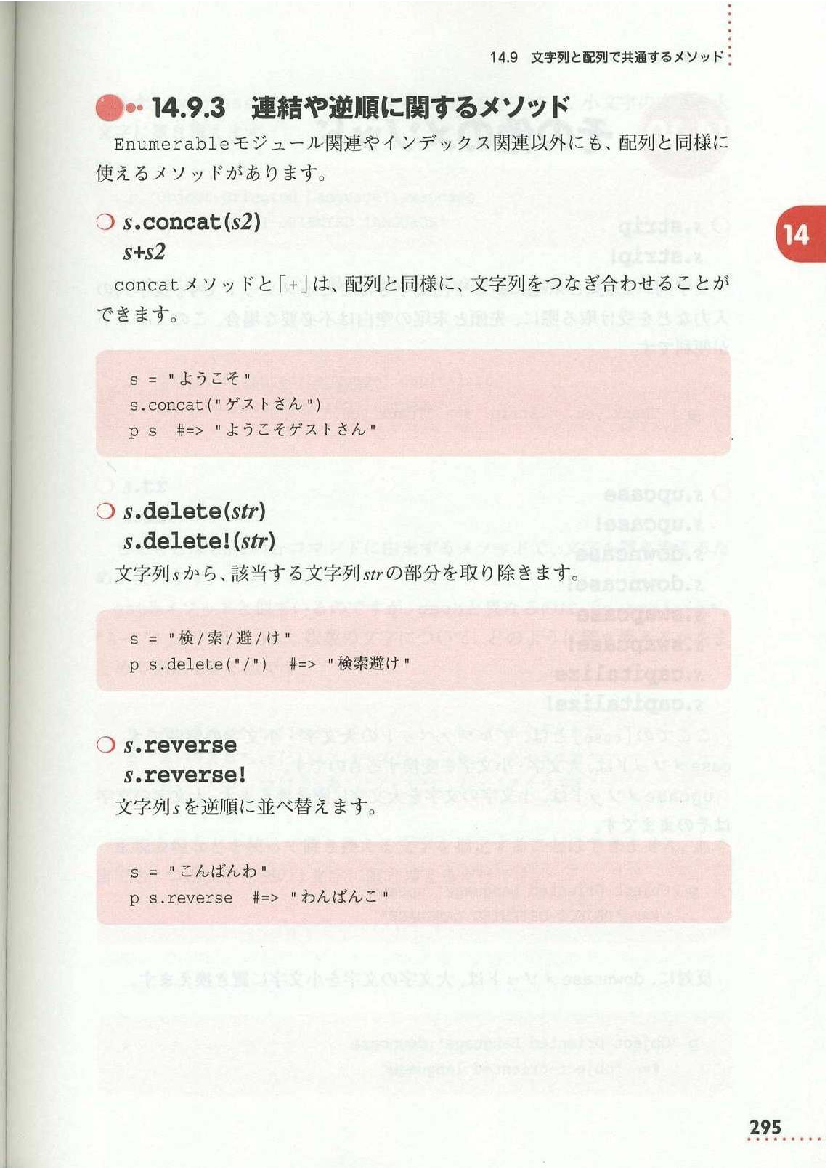 14.9 文字列と配列で共通するメソッド
14.9.3 連結や逆順に関するメソッド
Enumerableモジュール関連やインデックス関連以外にも、配列と同様に
使えるメソッドがあります。
14
s.concat(s2)
s+s2
concatメソッドと「+」は、配列と同様に、文字列をつなぎ合わせることが
できます。
s = "ようこそ"
s.concat("ゲストさん")
p s #=> "ようこそゲストさん"
s.delete(str)
s.delete!(str)
文字列sから、該当する文字列strの部分を取り除きます。
s = "検/索/避/け"
p s.delete("/") #=> "検索避け"
s.reverse
s.reverse!
文字列sを逆順に並べ替えます。
s = "こんばんわ"
p s.reverse #=> "わんばんこ"
295